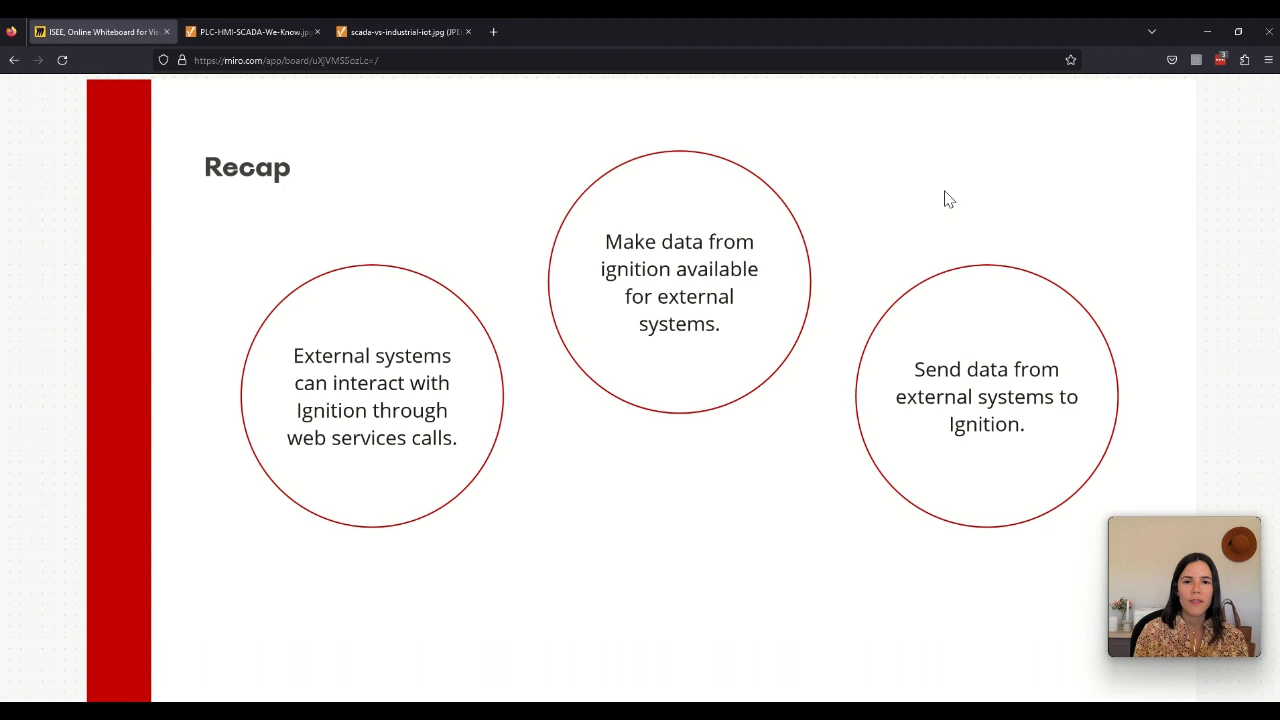 ISEE, Online Whiteboard for Vis
PLC-HMI-SCADA-We-Know.jp
scada-vs-industrial-iot.jpg (JPE
https://miro.com/app/board/uXjVMS5ozLc=/
3
Recap
Make data from
ignition available
for external
systems.
External systems
can interact with
Ignition through
web services calls.
Send data from
external systems to
Ignition.